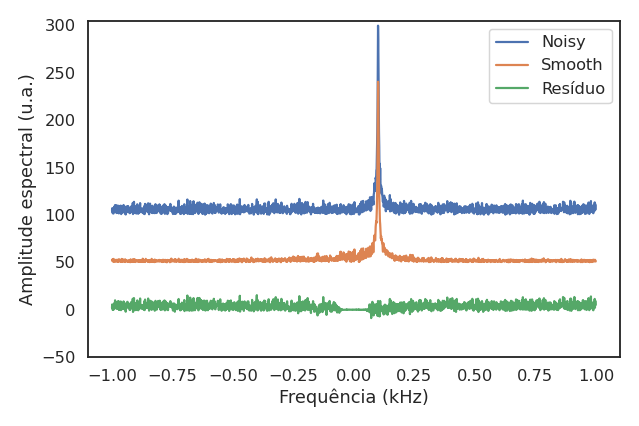 Noisy
Smooth
Resíduo
Amplitude espectral (u.a.)
300
250
200
150
100
50
0
−50
−1.00 −0.75 −0.50 −0.25 0.00 0.25 0.50 0.75 1.00
Frequência (kHz)